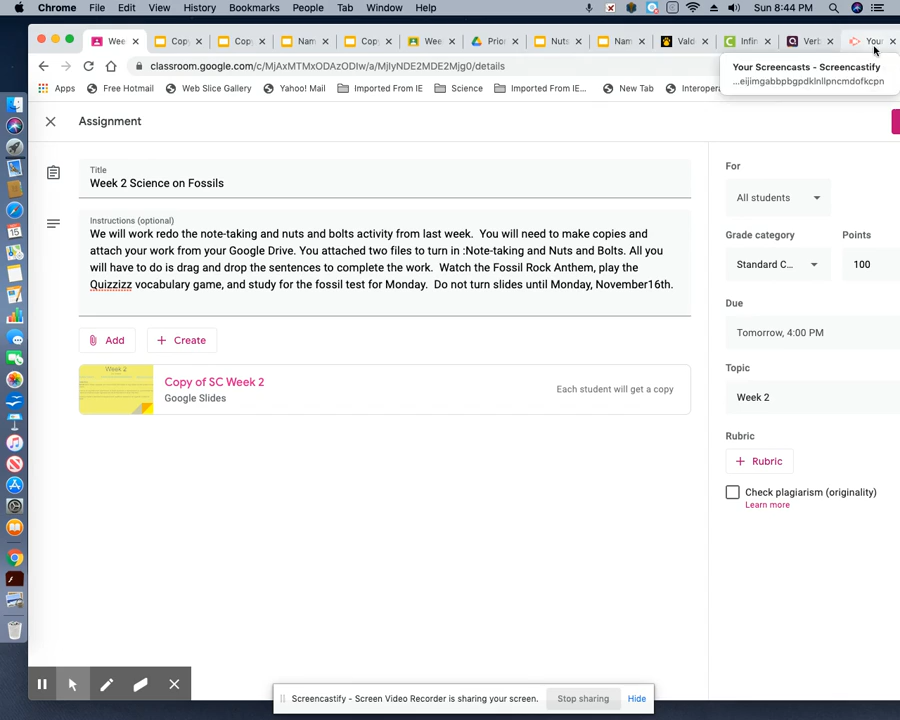 Chrome File Edit View History Bookmarks People Tab Window Help Sun 8:44 PM
Wee Copy Copy Nam Copy Wee Prior Nuts Nam Vald Infin Verb You
classroom.google.com/c/MjAxMTMxODAzODIw/a/MjIyNDE2MDE2Mjg0/details
Your Screencasts - Screencastify
...eijimgabbpbgpdklnllpncmdofkcpn
Apps Free Hotmail Web Slice Gallery Yahoo! Mail Imported From IE... Science Imported From IE... New Tab Interopera
Assignment
Title
Week 2 Science on Fossils
Instructions (optional)
We will work redo the note-taking and nuts and bolts activity from last week. You will need to make copies and
attach your work from your Google Drive. You attached two files to turn in :Note-taking and Nuts and Bolts. All you
will have to do is drag and drop the sentences to complete the work. Watch the Fossil Rock Anthem, play the
Quizzizz vocabulary game, and study for the fossil test for Monday. Do not turn slides until Monday, November16th.
Add Create
Week 2
Copy of SC Week 2
Google Slides
Each student will get a copy
For
All students
Grade category Points
Standard C... 100
Due
Tomorrow, 4:00 PM
Topic
Week 2
Rubric
+ Rubric
Check plagiarism (originality)
Learn more
Screencastify - Screen Video Recorder is sharing your screen. Stop sharing Hide